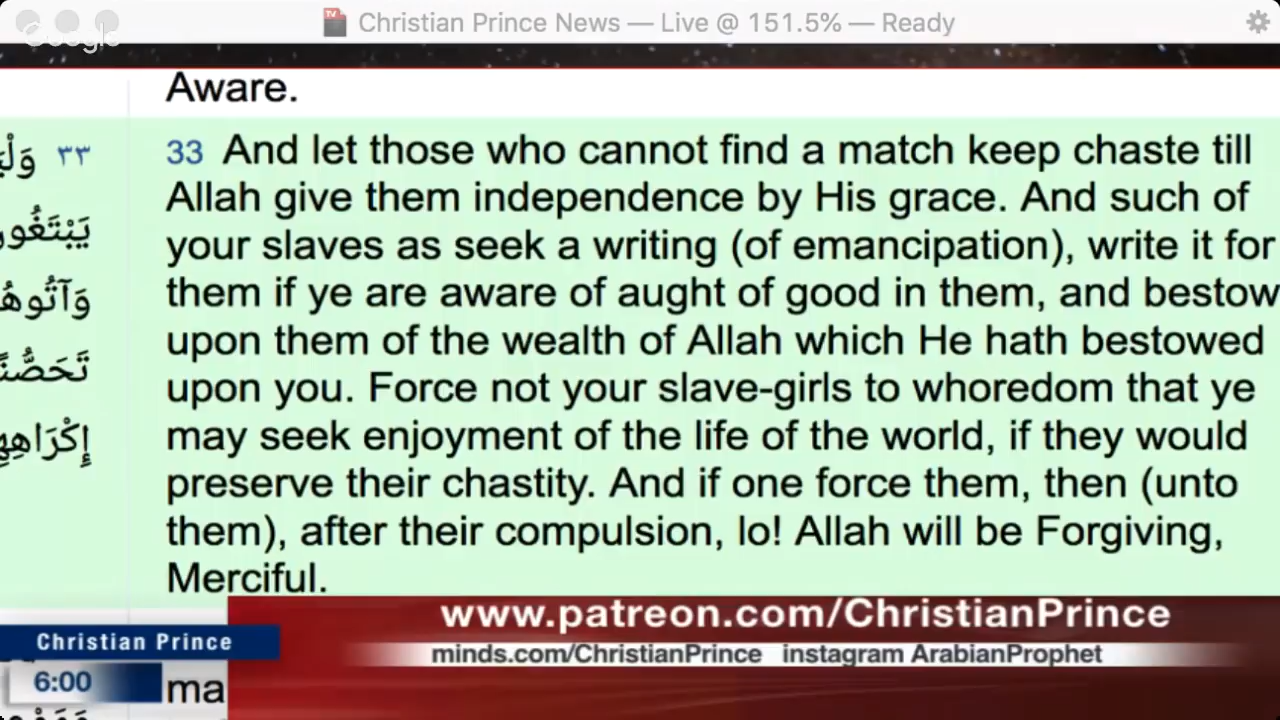 Christian Prince News — Live @ 151.5% — Ready
Google
Aware.
33 And let those who cannot find a match keep chaste till
Allah give them independence by His grace. And such of
your slaves as seek a writing (of emancipation), write it for
them if ye are aware of aught of good in them, and bestow
upon them of the wealth of Allah which He hath bestowed
upon you. Force not your slave-girls to whoredom that ye
may seek enjoyment of the life of the world, if they would
preserve their chastity. And if one force them, then (unto
them), after their compulsion, lo! Allah will be Forgiving,
Merciful.
٣٣
www.patreon.com/ChristianPrince
Christian Prince
minds.com/ChristianPrince instagram ArabianProphet
6:00
ma